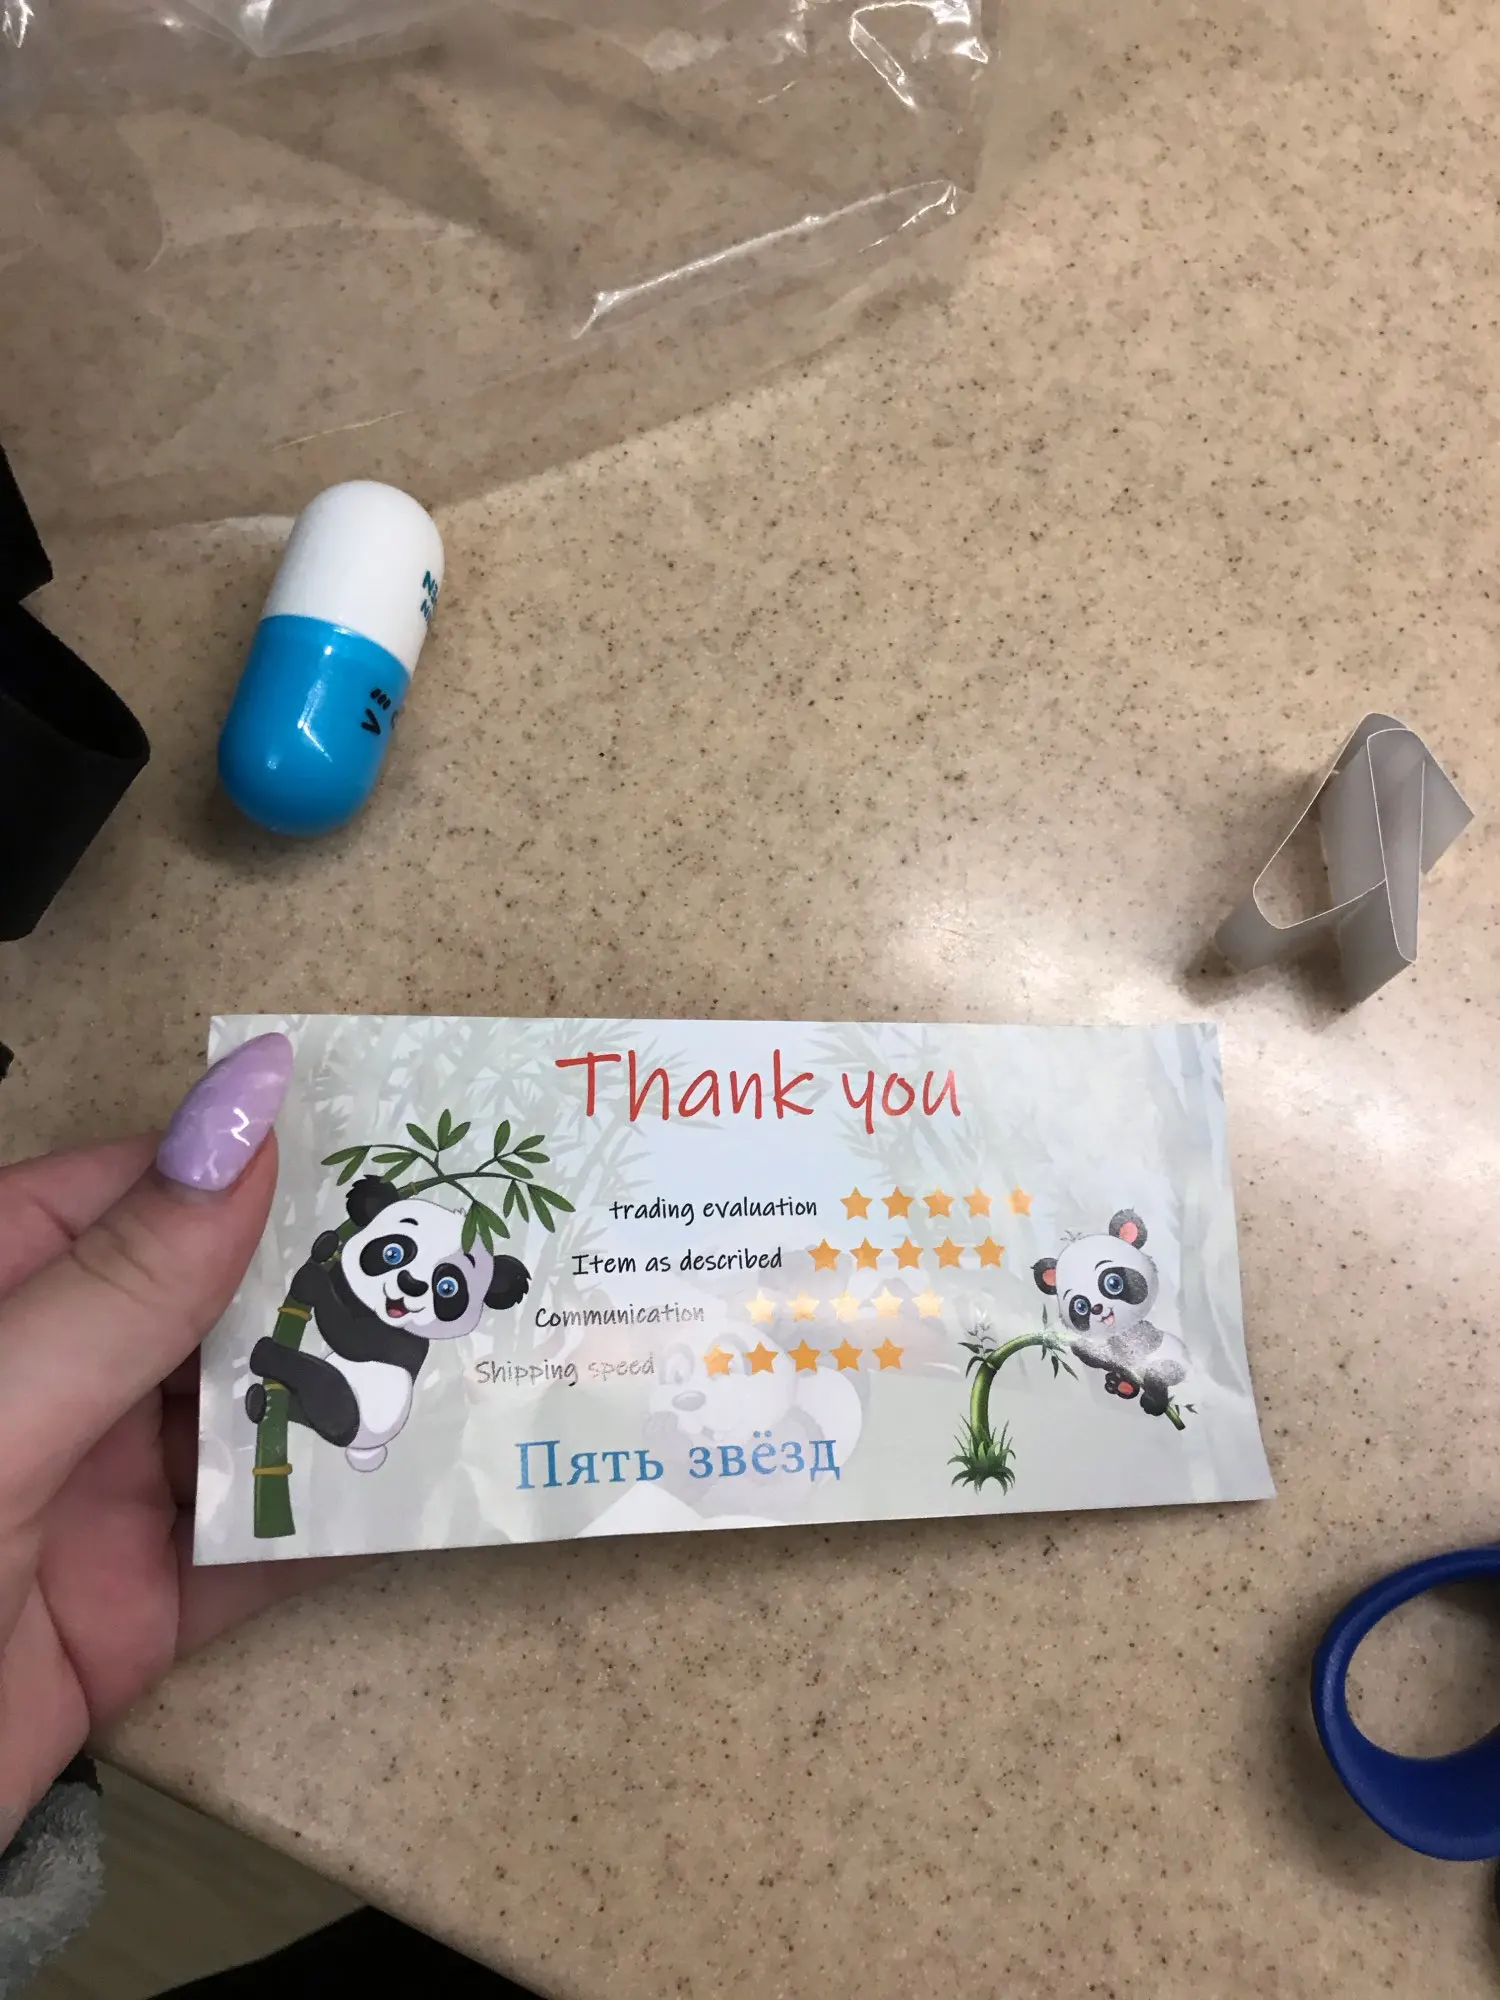 Thank you
trading evaluation
Item as described
Communication
Shipping speed
Пять звёзд